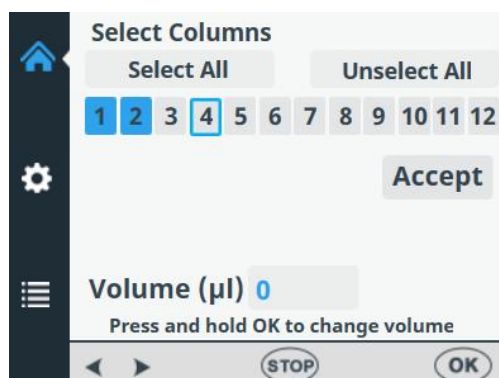 Select Columns
Select All Unselect All
1 2 3 4 5 6 7 8 9 10 11 12
Accept
Volume (µl) 0
Press and hold OK to change volume
STOP OK